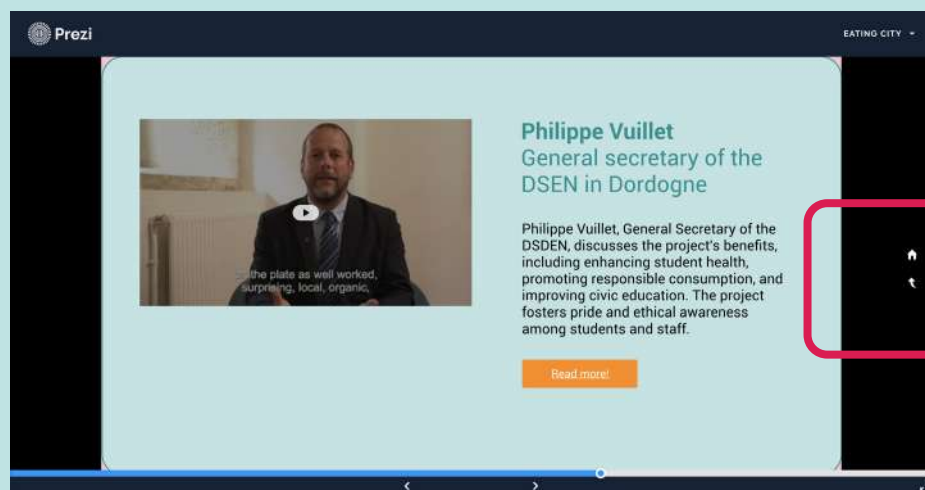 Prezi
EATING CITY
Philippe Vuillet
General secretary of the
DSEN in Dordogne
Philippe Vuillet, General Secretary of the
DSDEN, discusses the project's benefits,
including enhancing student health,
promoting responsible consumption, and
improving civic education. The project
fosters pride and ethical awareness
among students and staff.
Read more!
the plate as well worked,
surprising, local, organic,